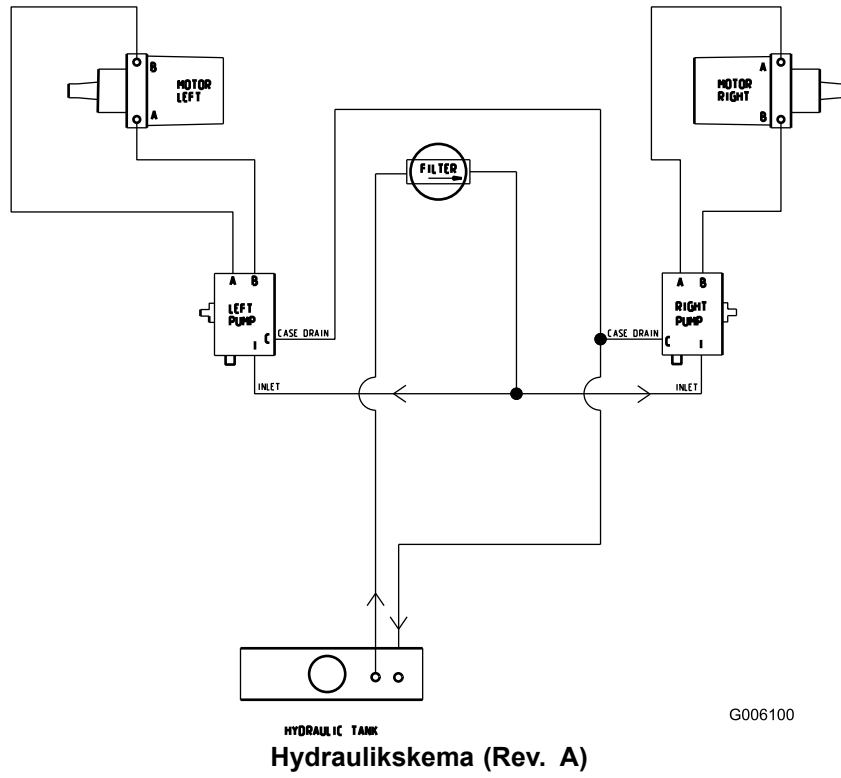 B
MOTOR
LEFT
A
A
MOTOR
RIGHT
B
FILTER
A B
LEFT
PUMP
C
I
CASE DRAIN
INLET
A B
RIGHT
PUMP
C
I
CASE DRAIN
INLET
HYDRAULIC TANK
G006100
Hydraulikskema (Rev. A)